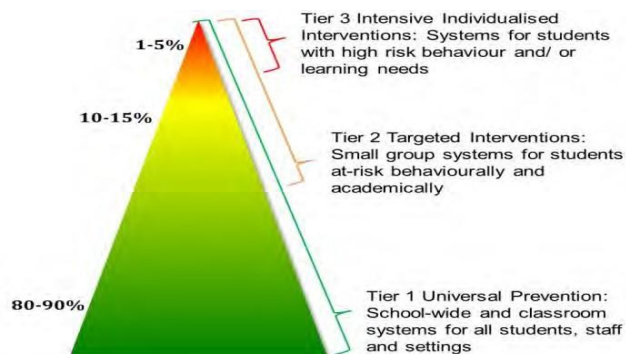 Tier 3 Intensive Individualised
Interventions: Systems for students
with high risk behaviour and/ or
learning needs
1-5%
10-15%
Tier 2 Targeted Interventions:
Small group systems for students
at-risk behaviourally and
academically
80-90%
Tier 1 Universal Prevention:
School-wide and classroom
systems for all students, staff
and settings